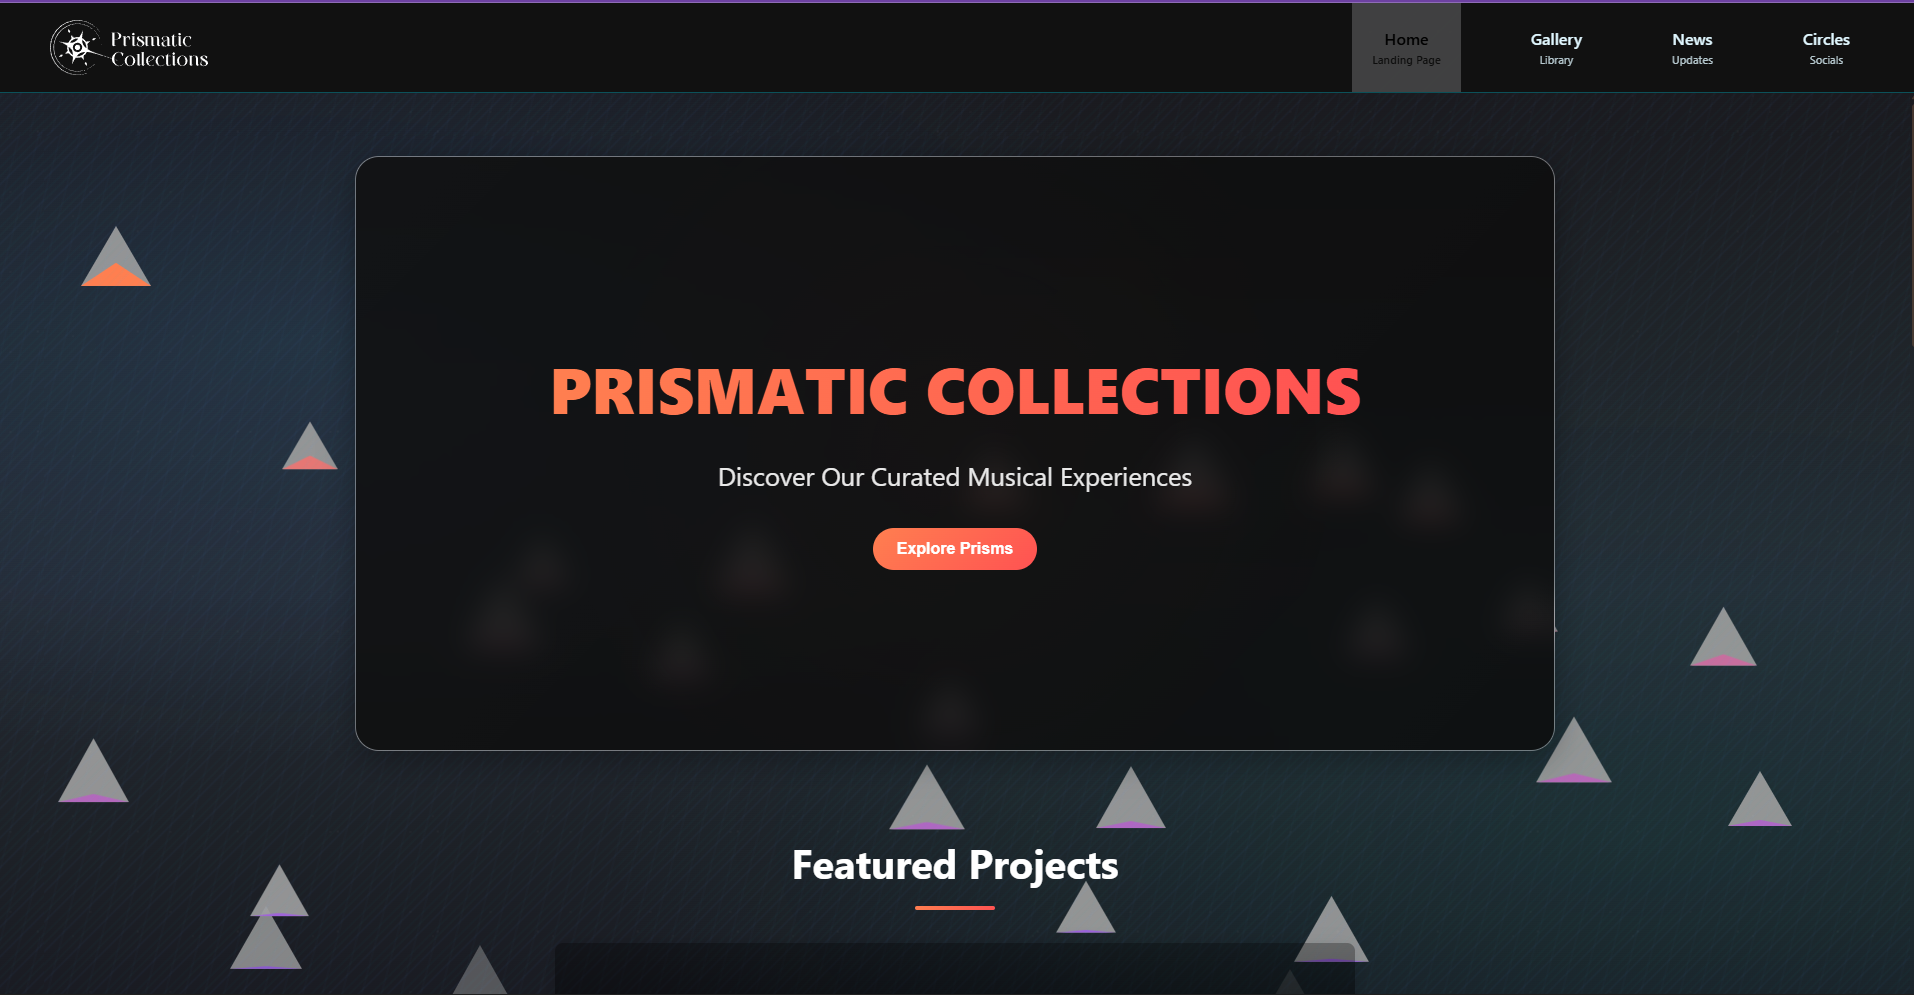 Prismatic
Collections
Home
Landing Page
Gallery
Library
News
Updates
Circles
Socials
PRISMATIC COLLECTIONS
Discover Our Curated Musical Experiences
Explore Prisms
Featured Projects